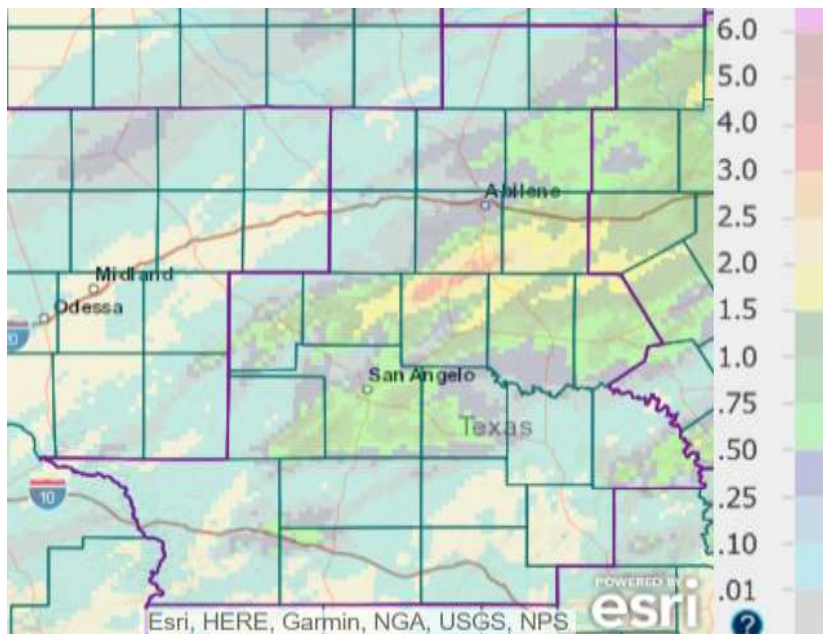 6.0
5.0
4.0
3.0
2.5
2.0
1.5
1.0
.75
.50
.25
.10
.01
Abilene
Midland
Odessa
20
San Angelo
Texas
10
POWERED BY
esri
Esri, HERE, Garmin, NGA, USGS, NPS
?